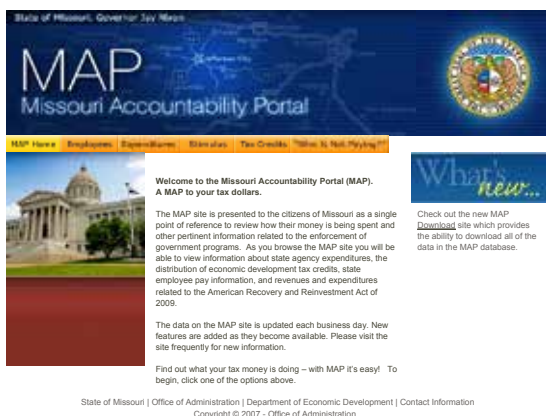 State of Missouri, Governor Jay Nixon
MAP
Missouri Accountability Portal
MAP Home Employees Expenditures Stimulus Tax Credits "Who Is Not Paying?"
What's
new...
Welcome to the Missouri Accountability Portal (MAP).
A MAP to your tax dollars.
The MAP site is presented to the citizens of Missouri as a single
point of reference to review how their money is being spent and
other pertinent information related to the enforcement of
government programs. As you browse the MAP site you will be
able to view information about state agency expenditures, the
distribution of economic development tax credits, state
employee pay information, and revenues and expenditures
related to the American Recovery and Reinvestment Act of
2009.
The data on the MAP site is updated each business day. New
features are added as they become available. Please visit the
site frequently for new information.
Find out what your tax money is doing – with MAP it's easy! To
begin, click one of the options above.
Check out the new MAP
Download site which provides
the ability to download all of the
data in the MAP database.
State of Missouri | Office of Administration | Department of Economic Development | Contact Information
Copyright © 2007 - Office of Administration